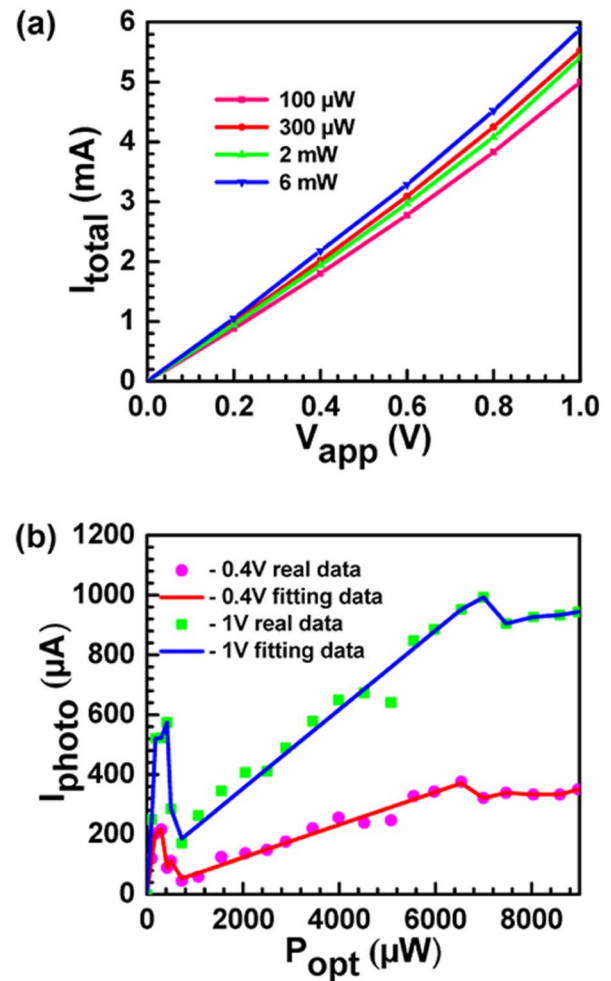 (a)
6
5
4
3
2
1
0
I_total (mA)
100 µW
300 µW
2 mW
6 mW
0.0 0.2 0.4 0.6 0.8 1.0
V_app (V)
(b)
1200
1000
800
600
400
200
0
I_photo (µA)
- 0.4V real data
- 0.4V fitting data
- 1V real data
- 1V fitting data
0 2000 4000 6000 8000
P_opt (µW)